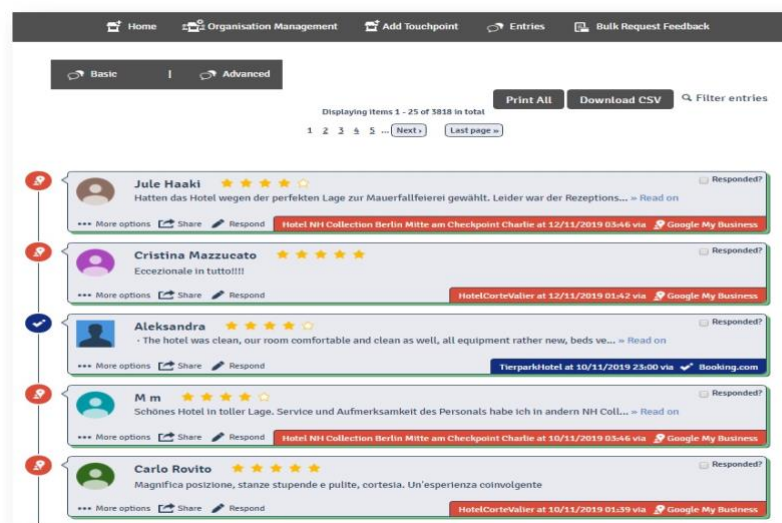 Home Organisation Management Add Touchpoint Entries Bulk Request Feedback
Basic | Advanced
Print All Download CSV Filter entries
Displaying items 1 - 25 of 3818 in total
1 2 3 4 5 ... Next › Last page »
Jule Haaki Responded?
Hatten das Hotel wegen der perfekten Lage zur Mauerfallfeierei gewählt. Leider war der Rezeptions... » Read on
••• More options Share Respond Hotel NH Collection Berlin Mitte am Checkpoint Charlie at 12/11/2019 03:46 via Google My Business
Cristina Mazzucato Responded?
Eccezionale in tutto!!!!
••• More options Share Respond HotelCorteValier at 12/11/2019 01:42 via Google My Business
Aleksandra Responded?
· The hotel was clean, our room comfortable and clean as well, all equipment rather new, beds ve... » Read on
••• More options Share Respond TierparkHotel at 10/11/2019 23:00 via Booking.com
M m Responded?
Schönes Hotel in toller Lage. Service und Aufmerksamkeit des Personals habe ich in andern NH Coll... » Read on
••• More options Share Respond Hotel NH Collection Berlin Mitte am Checkpoint Charlie at 10/11/2019 03:46 via Google My Business
Carlo Rovito Responded?
Magnifica posizione, stanze stupende e pulite, cortesia. Un'esperienza coinvolgente
••• More options Share Respond HotelCorteValier at 10/11/2019 01:39 via Google My Business